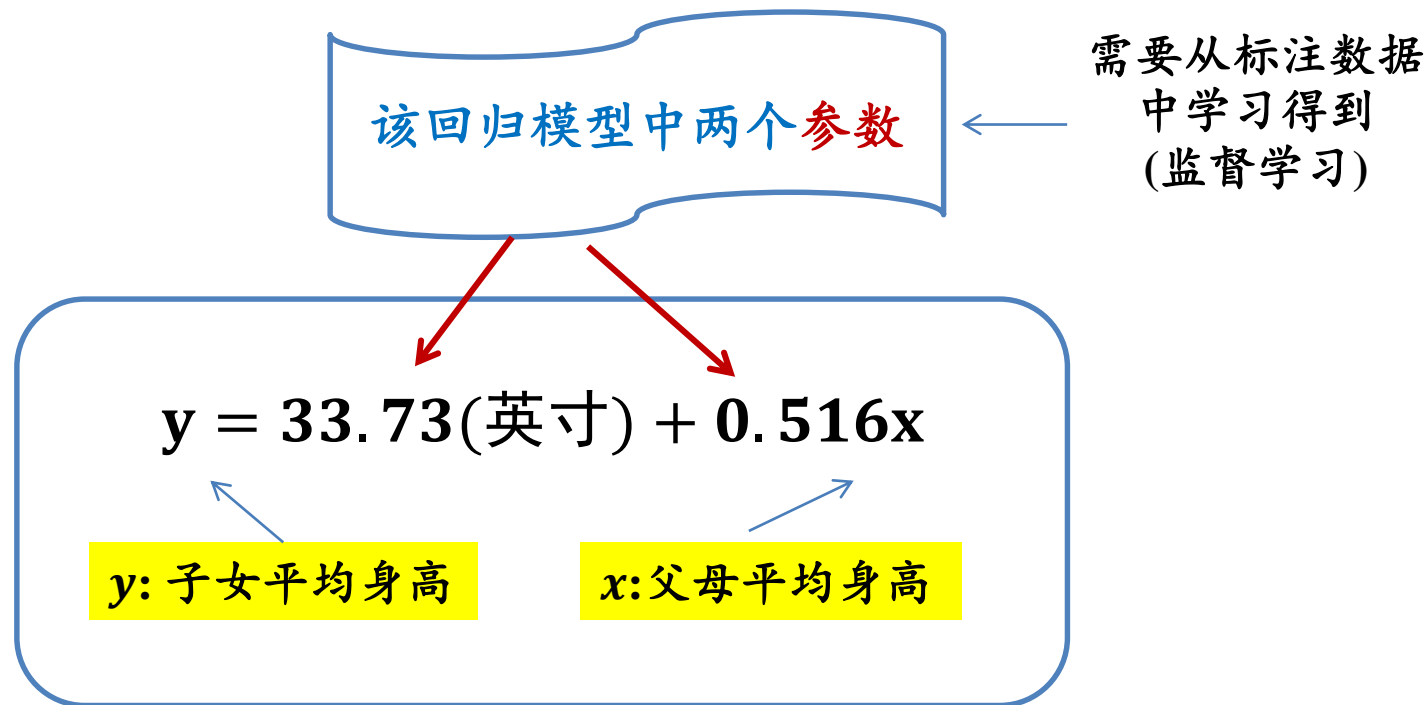 该回归模型中两个参数
需要从标注数据
中学习得到
(监督学习)
y = 33.73(英寸) + 0.516x
y: 子女平均身高
x:父母平均身高